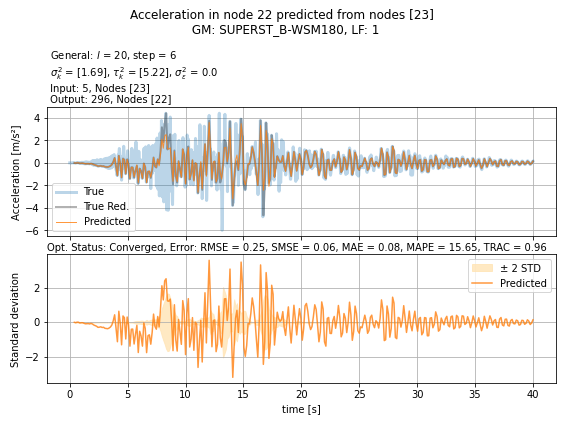 Acceleration in node 22 predicted from nodes [23]
GM: SUPERST_B-WSM180, LF: 1
General: l = 20, step = 6
σ²ₖ = [1.69], τ²ₖ = [5.22], σ²ε = 0.0
Input: 5, Nodes [23]
Output: 296, Nodes [22]
Acceleration [m/s²]
4
2
0
−2
−4
−6
True
True Red.
Predicted
Opt. Status: Converged, Error: RMSE = 0.25, SMSE = 0.06, MAE = 0.08, MAPE = 15.65, TRAC = 0.96
Standard deviation
2
0
−2
± 2 STD
Predicted
0 5 10 15 20 25 30 35 40
time [s]